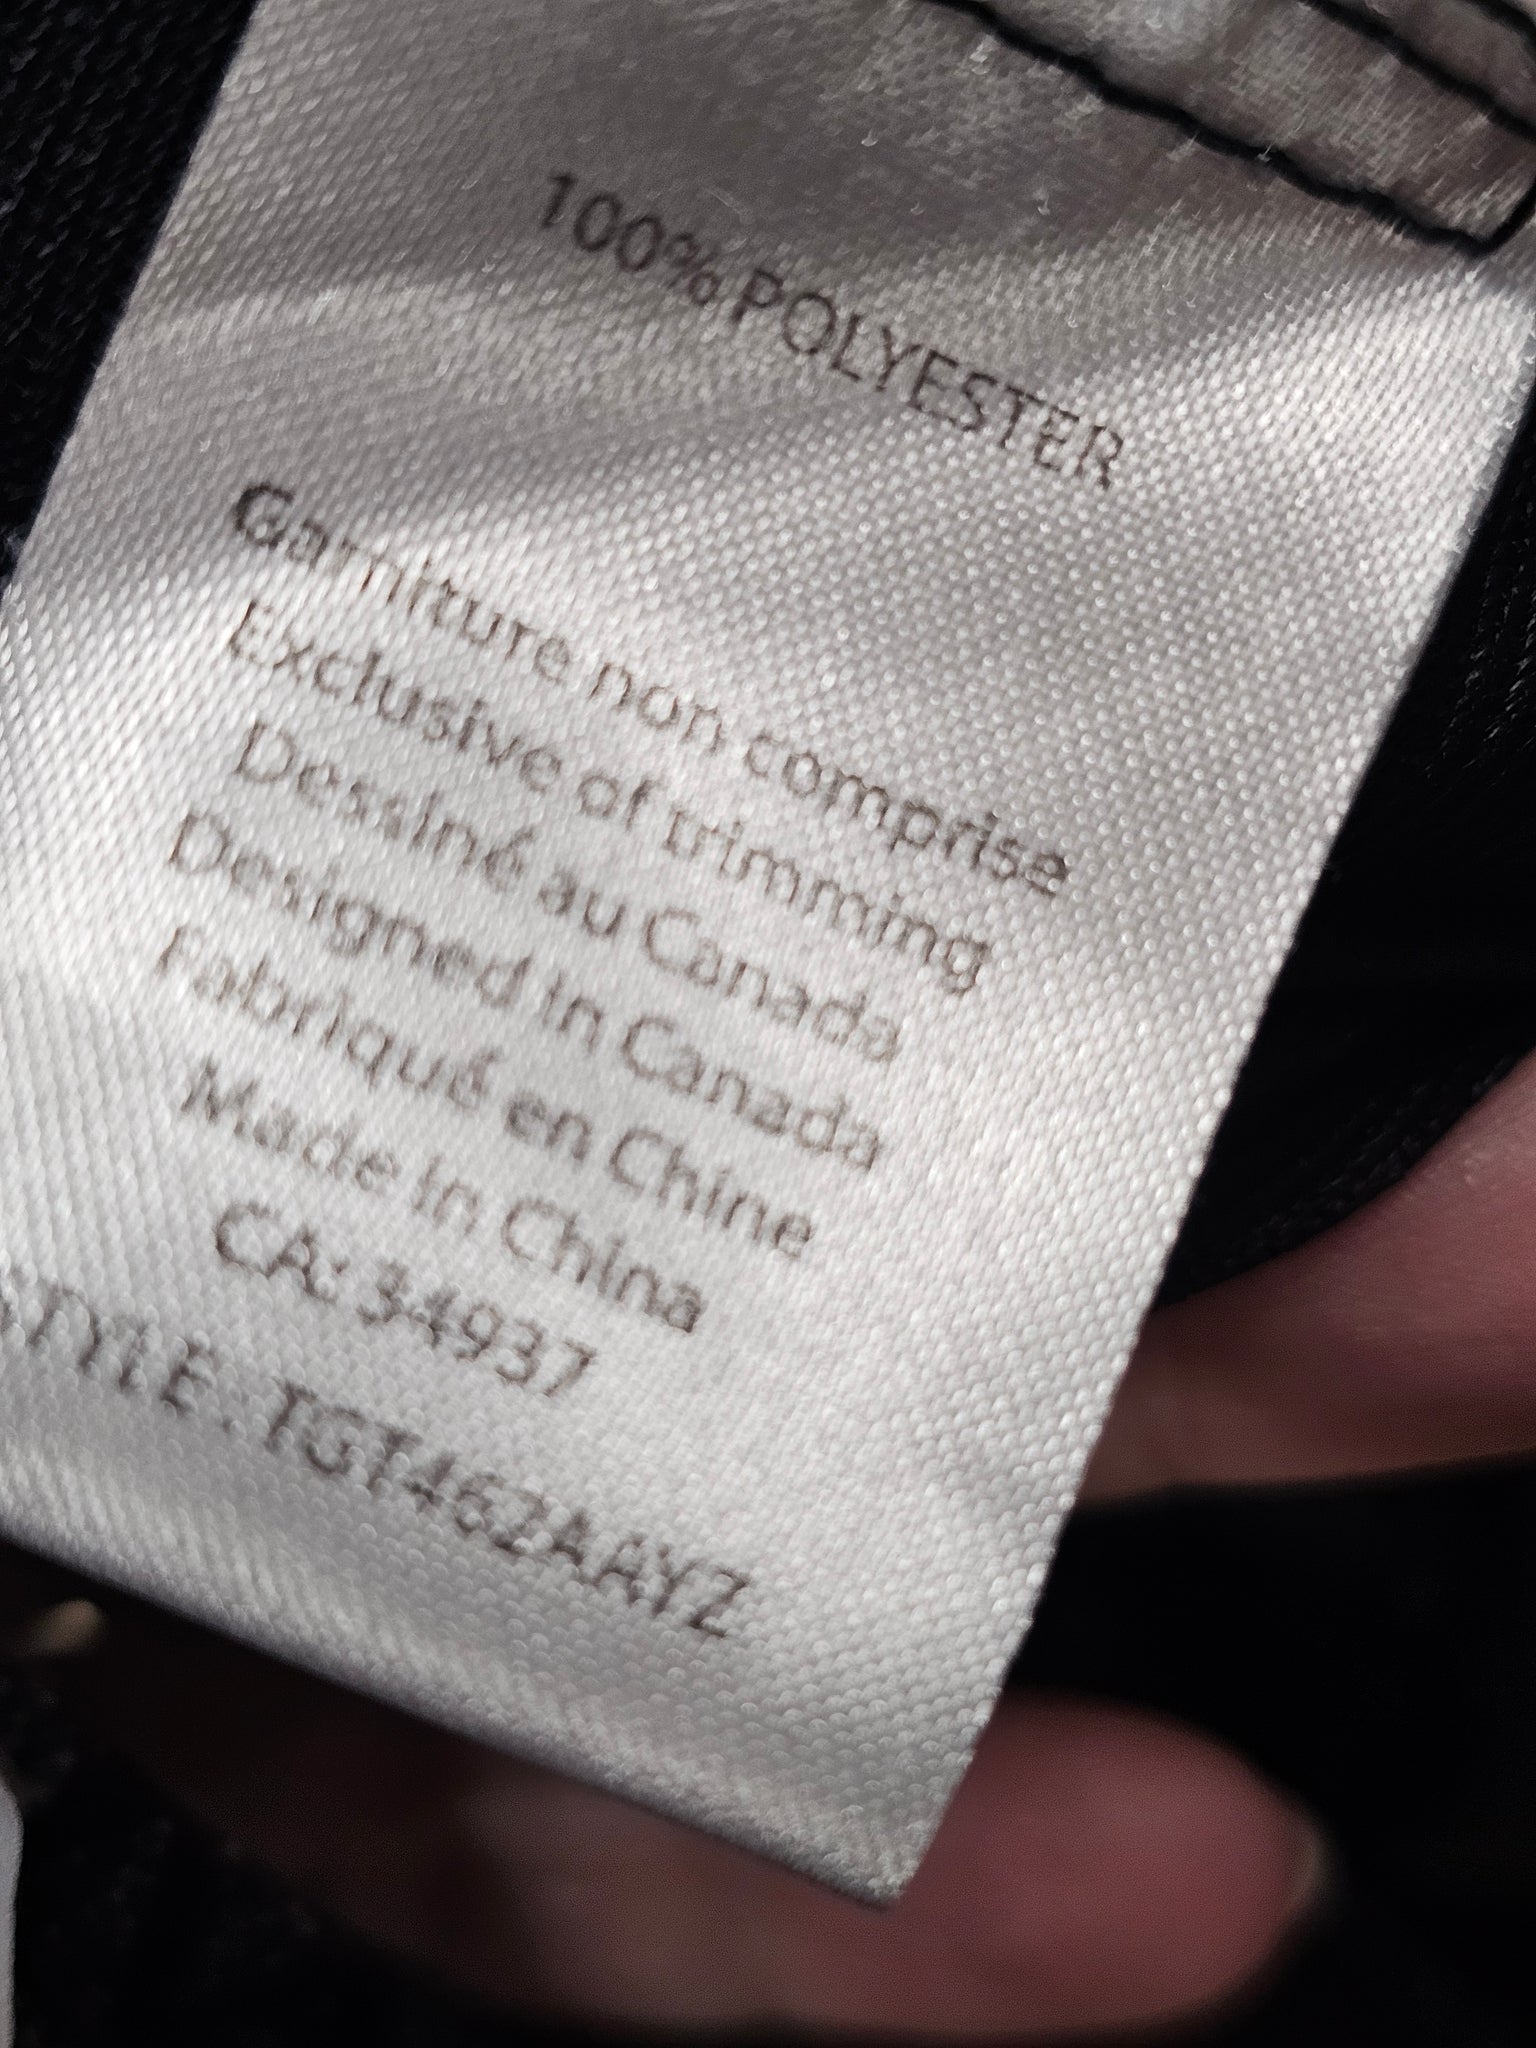 100% POLYESTER
Garniture non comprise
Exclusive of trimming
Dessiné au Canada
Designed in Canada
Fabriqué en Chine
Made in China
CA: 34937
STYLE: TGT462AAYZ